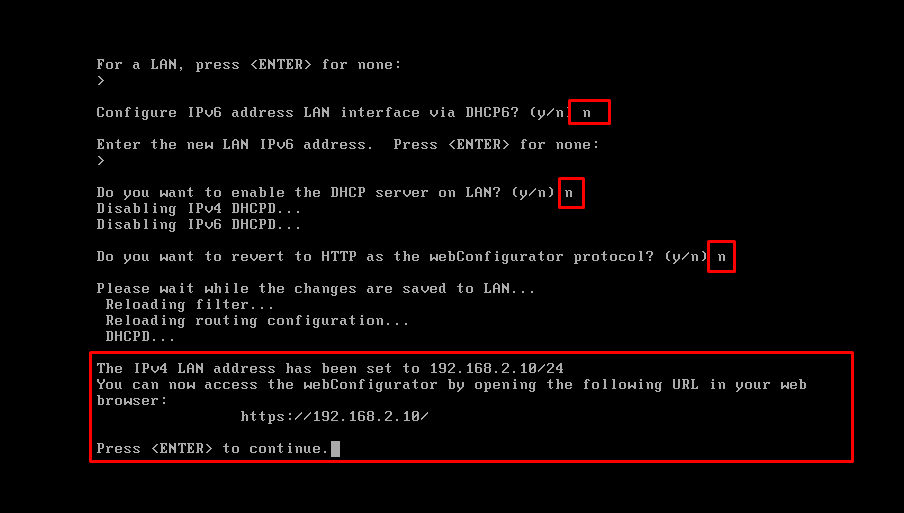 For a LAN, press <ENTER> for none:
>
Configure IPv6 address LAN interface via DHCP6? (y/n) n
Enter the new LAN IPv6 address.  Press <ENTER> for none:
>
Do you want to enable the DHCP server on LAN? (y/n) n
Disabling IPv4 DHCPD...
Disabling IPv6 DHCPD...
Do you want to revert to HTTP as the webConfigurator protocol? (y/n) n
Please wait while the changes are saved to LAN...
Reloading filter...
Reloading routing configuration...
DHCPD...
The IPv4 LAN address has been set to 192.168.2.10/24
You can now access the webConfigurator by opening the following URL in your web
browser:
https://192.168.2.10/
Press <ENTER> to continue.